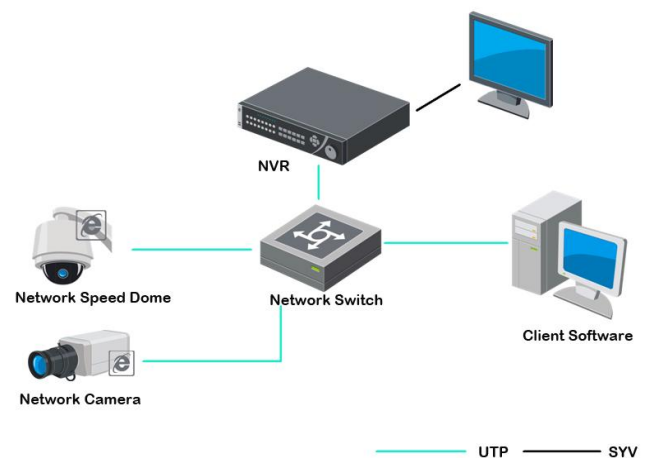 NVR
Network Speed Dome
Network Switch
Client Software
Network Camera
UTP
SYV